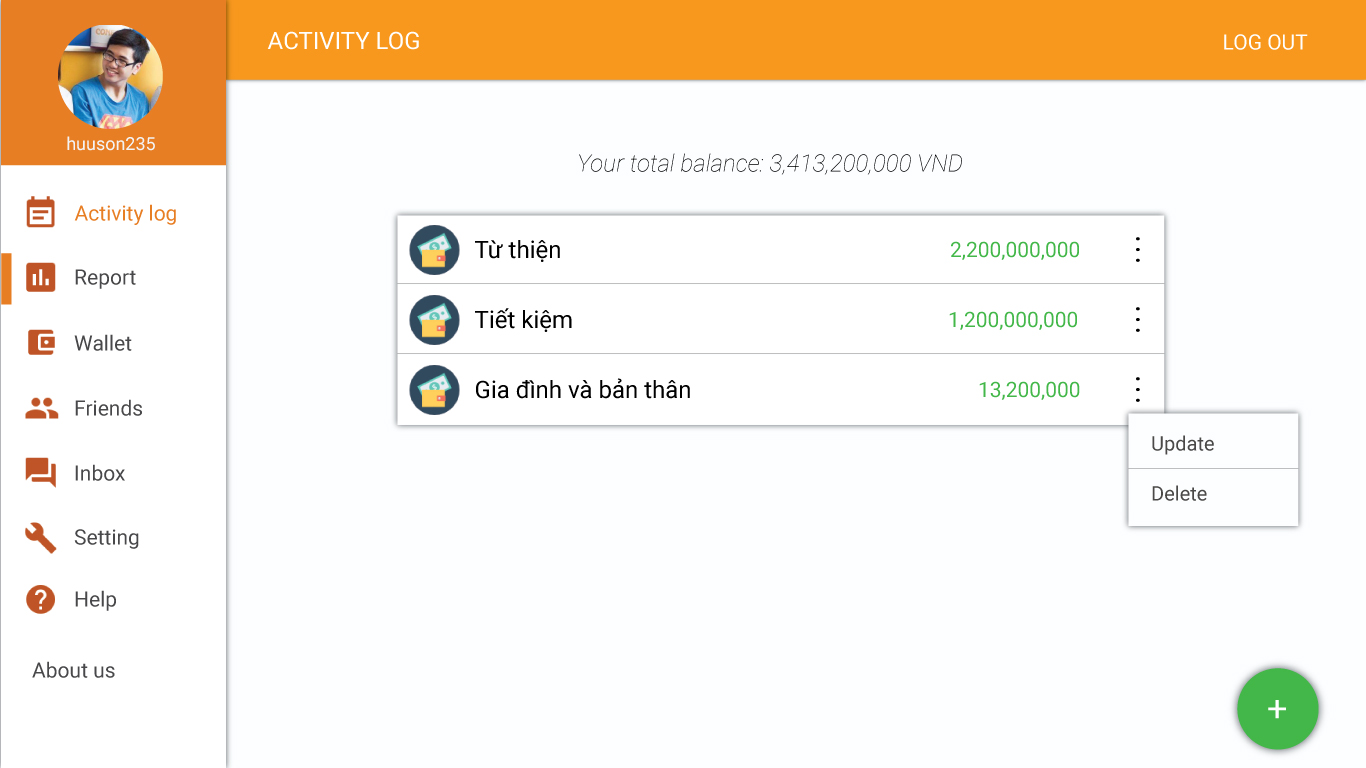 huuson235
ACTIVITY LOG
LOG OUT
Activity log
Report
Wallet
Friends
Inbox
Setting
Help
About us
Your total balance: 3,413,200,000 VND
Từ thiện 2,200,000,000
Tiết kiệm 1,200,000,000
Gia đình và bản thân 13,200,000
Update
Delete
+